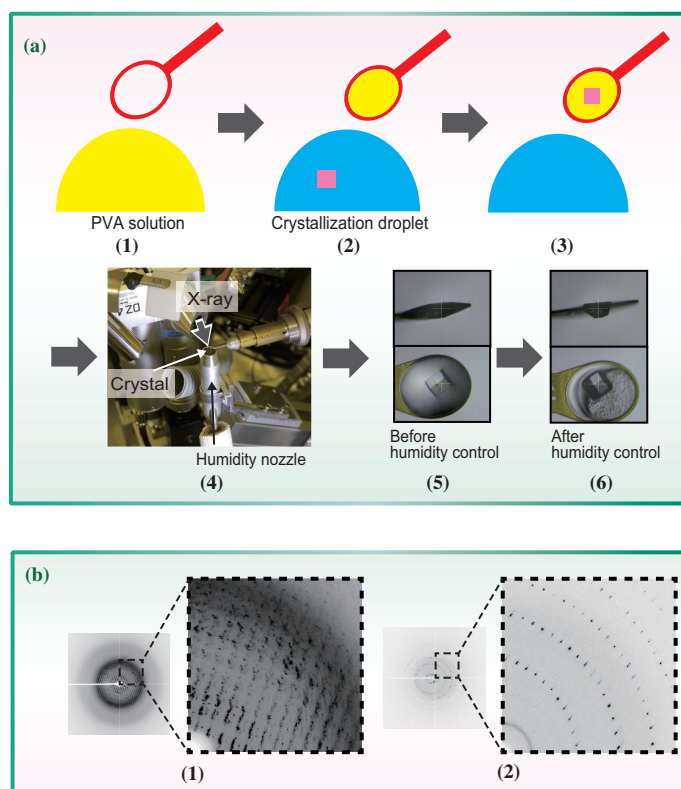 (a)
PVA solution
(1)
Crystallization droplet
(2)
(3)
DZ4
X-ray
Crystal
Humidity nozzle
(4)
Before
humidity control
(5)
After
humidity control
(6)
(b)
(1)
(2)